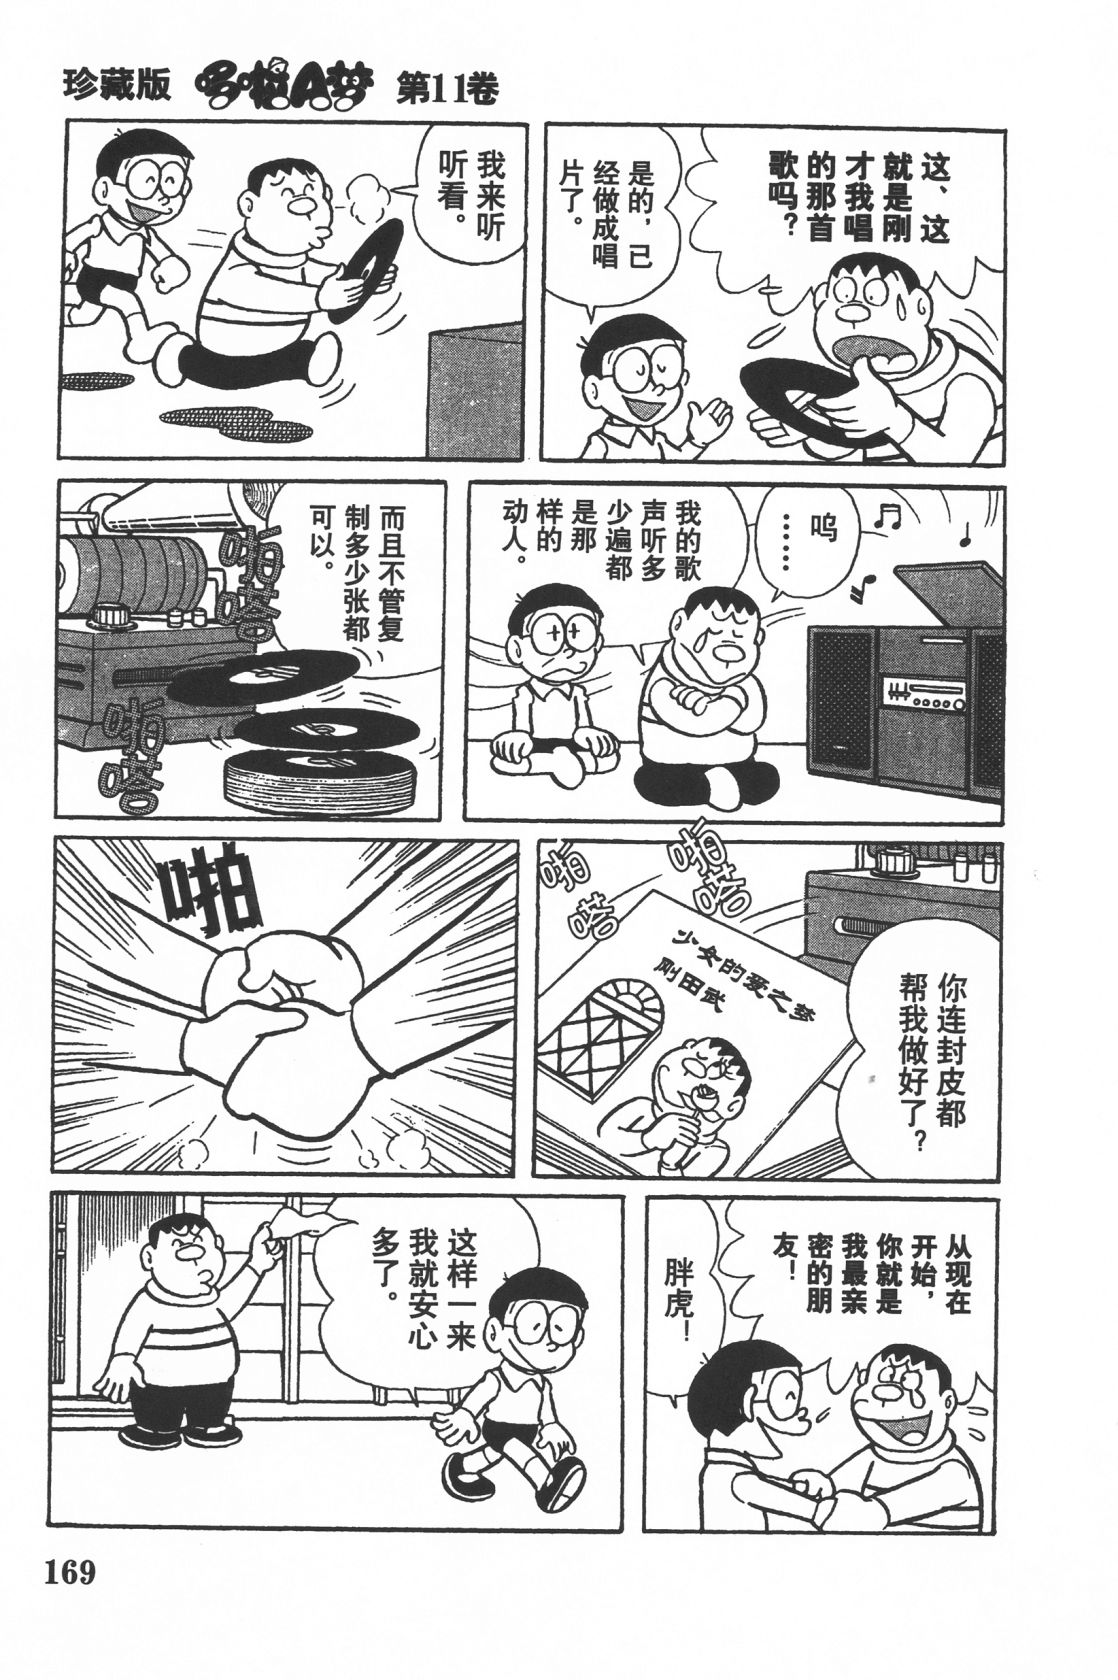 珍藏版 哆啦A梦 第11卷
这、这
就是刚
才我唱
的那首
歌吗?
是的，已
经做成唱
片了。
我来听
听看。
呜
……
我的歌
声听多
少遍都
是那
样的
动人。
而且不管复
制多少张都
可以。
啪
嗒
啪
嗒
啪
嗒
啪
嗒
少女的爱之梦
刚田武
你连封皮都
帮我做好了?
啪
从现在
开始，
你就是
我最亲
密的朋
友!
胖虎!
这样一来
我就安心
多了。
169